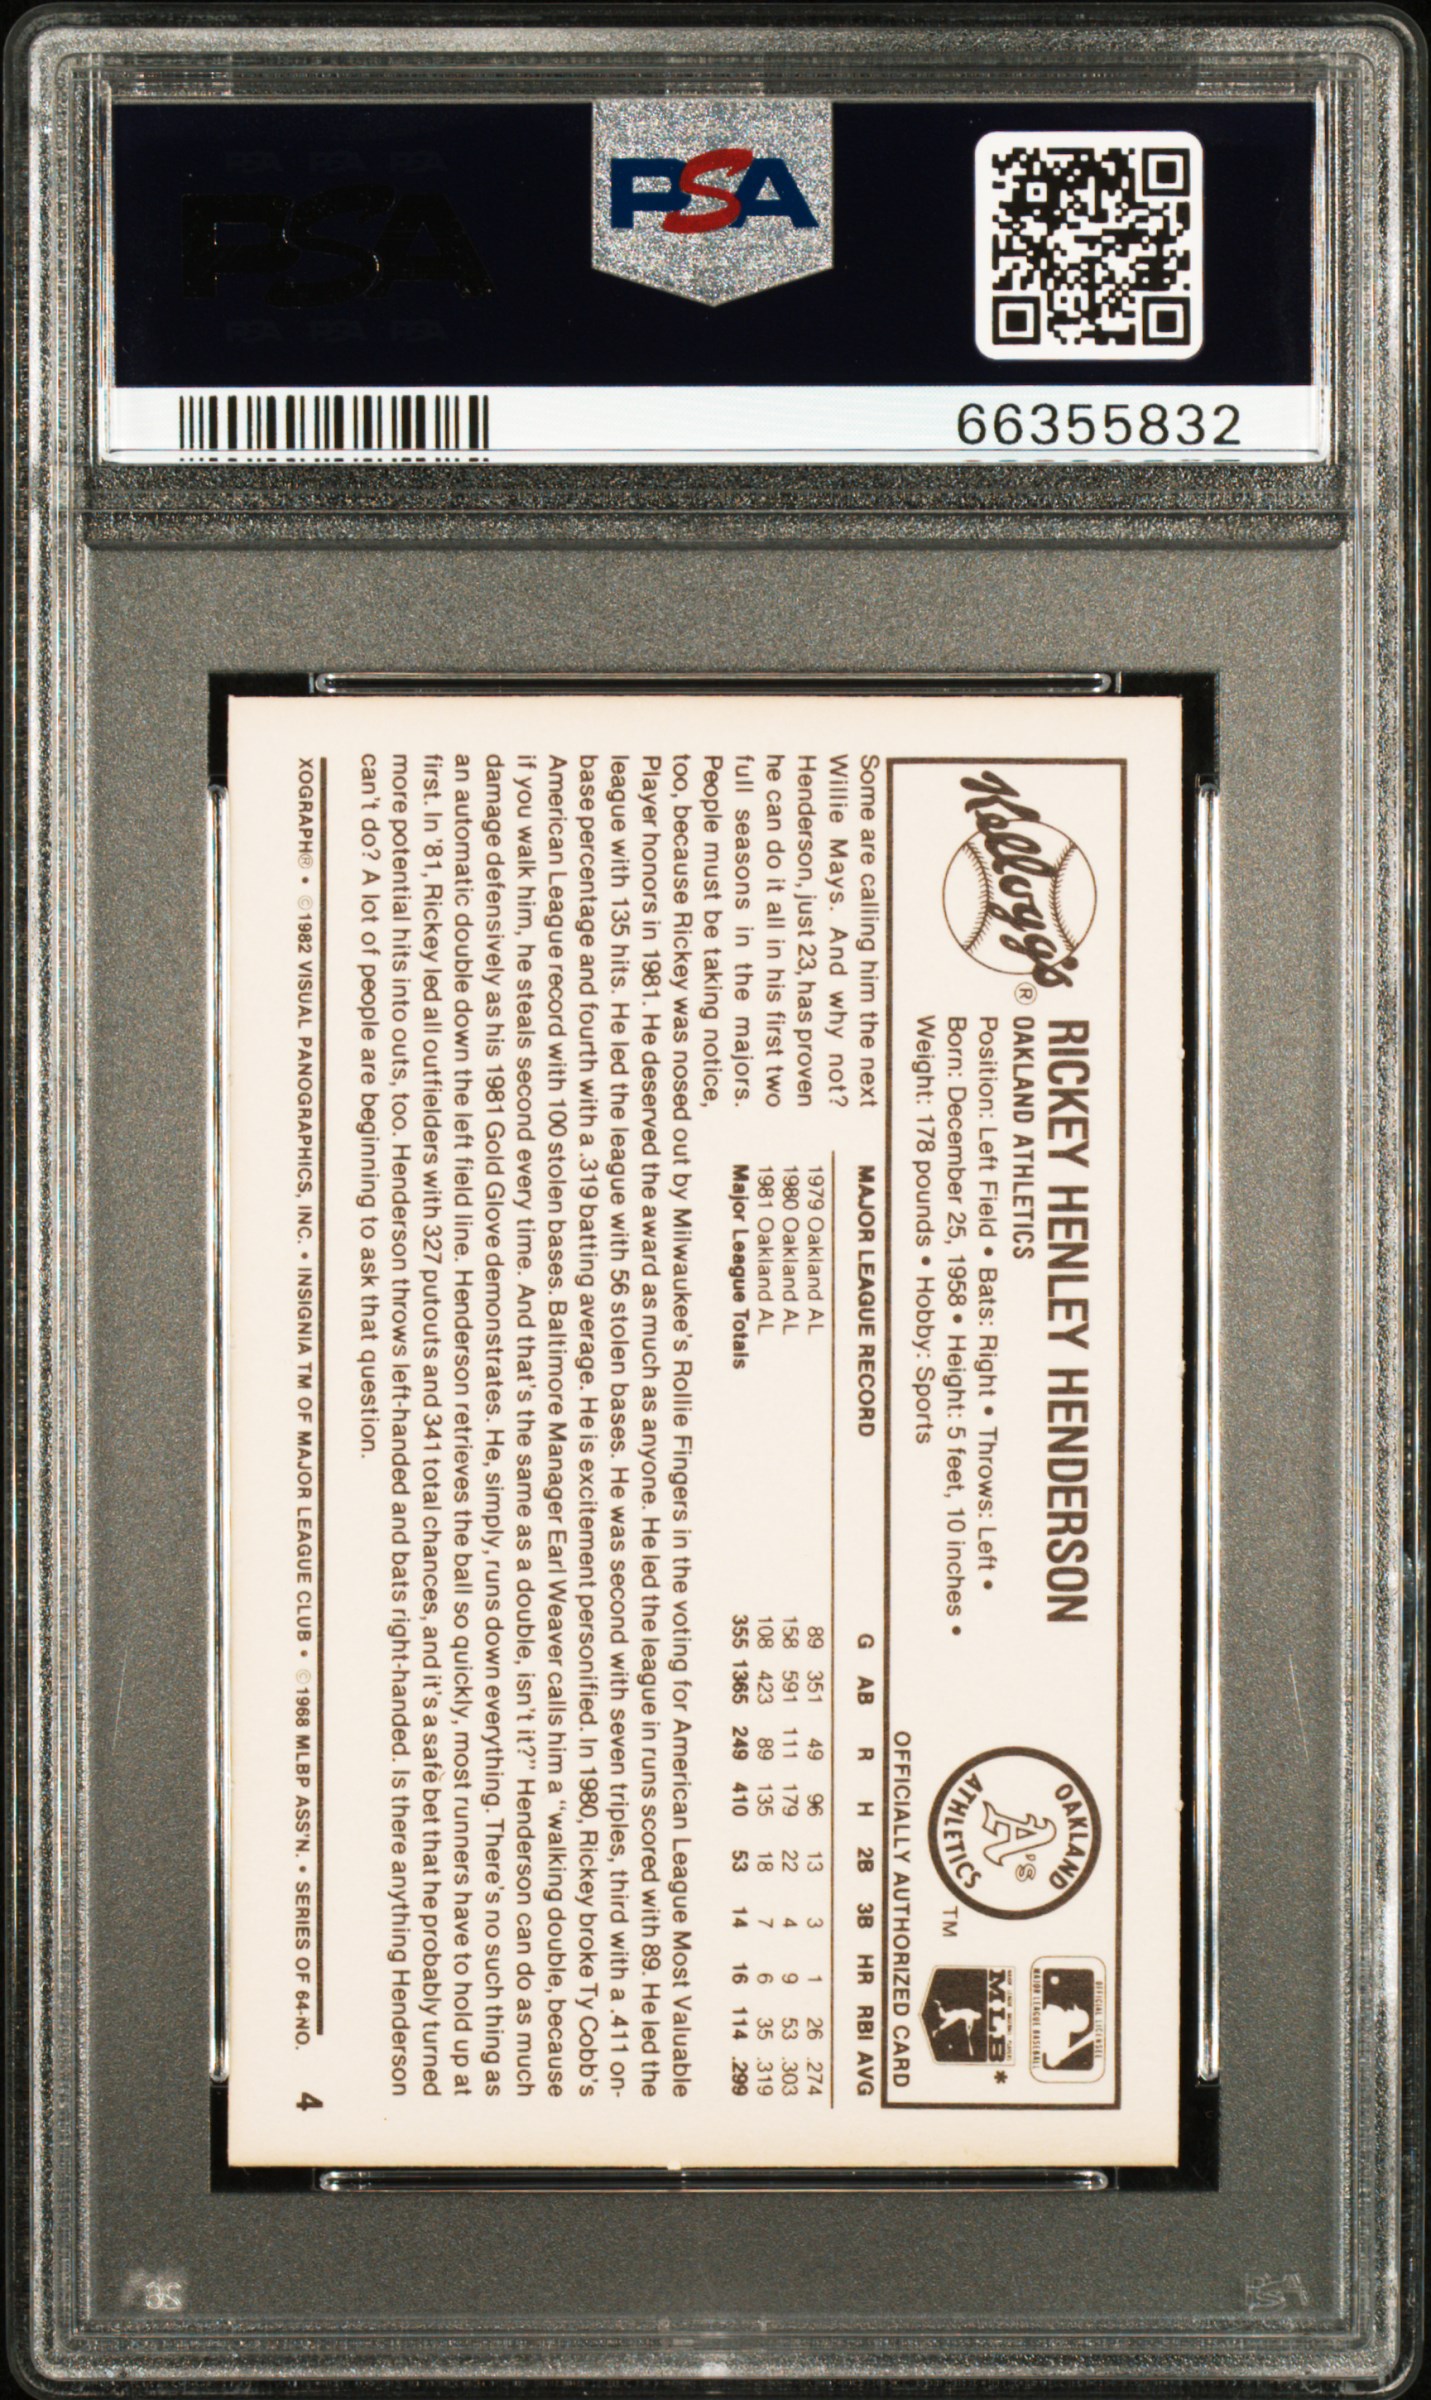 PSA
PSA PSA PSA
PSA
PSA PSA PSA
66355832
Kellogg's ®
RICKEY HENLEY HENDERSON
OAKLAND ATHLETICS
Position: Left Field • Bats: Right • Throws: Left •
Born: December 25, 1958 • Height: 5 feet, 10 inches •
Weight: 178 pounds • Hobby: Sports
OAKLAND A's ATHLETICS TM
OFFICIAL LICENSEE
MAJOR LEAGUE BASEBALL
MLB *
OFFICIALLY AUTHORIZED CARD
Some are calling him the next
Willie Mays. And why not?
Henderson, just 23, has proven
he can do it all in his first two
full seasons in the majors.
People must be taking notice,
MAJOR LEAGUE RECORD G AB R H 2B 3B HR RBI AVG
1979 Oakland AL 89 351 49 96 13 3 1 26 .274
1980 Oakland AL 158 591 111 179 22 4 9 53 .303
1981 Oakland AL 108 423 89 135 18 7 6 35 .319
Major League Totals 355 1365 249 410 53 14 16 114 .299
too, because Rickey was nosed out by Milwaukee's Rollie Fingers in the voting for American League Most Valuable
Player honors in 1981. He deserved the award as much as anyone. He led the league in runs scored with 89. He led the
league with 135 hits. He led the league with 56 stolen bases. He was second with seven triples, third with a .411 on-
base percentage and fourth with a .319 batting average. He is excitement personified. In 1980, Rickey broke Ty Cobb's
American League record with 100 stolen bases. Baltimore Manager Earl Weaver calls him a "walking double, because
if you walk him, he steals second every time. And that's the same as a double, isn't it?" Henderson can do as much
damage defensively as his 1981 Gold Glove demonstrates. He, simply, runs down everything. There's no such thing as
an automatic double down the left field line. Henderson retrieves the ball so quickly, most runners have to hold up at
first. In '81, Rickey led all outfielders with 327 putouts and 341 total chances, and it's a safe bet that he probably turned
more potential hits into outs, too. Henderson throws left-handed and bats right-handed. Is there anything Henderson
can't do? A lot of people are beginning to ask that question.
XOGRAPH® • ©1982 VISUAL PANOGRAPHICS, INC. • INSIGNIA TM OF MAJOR LEAGUE CLUB • ©1968 MLBP ASS'N. • SERIES OF 64-NO. 4
PSA